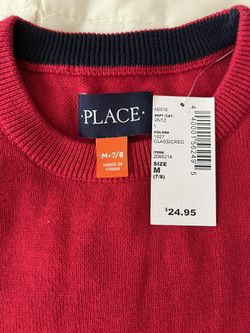 ·PLACE·
M·7/8
MADE IN
CHINA
H2016
DEPT./CAT.
26/12
COLOR#
1027
CLASSICRED
ITEM#
2066214
SIZE
M
(7/8)
$24.95